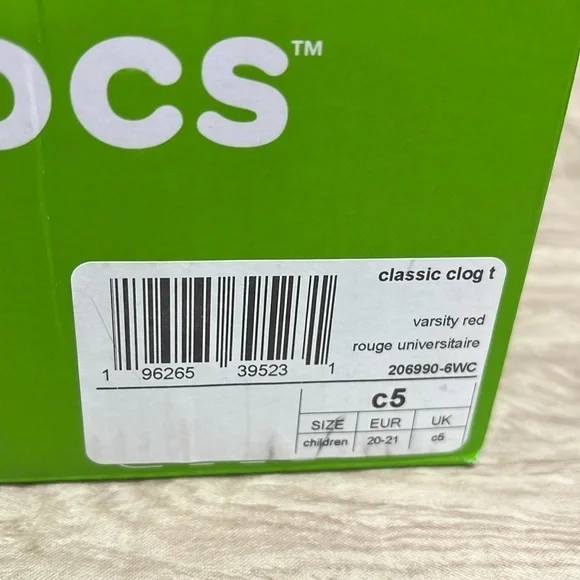 ocs™
classic clog t
varsity red
rouge universitaire
206990-6WC
1 96265 39523 1
c5
SIZE EUR UK
children 20-21 c5